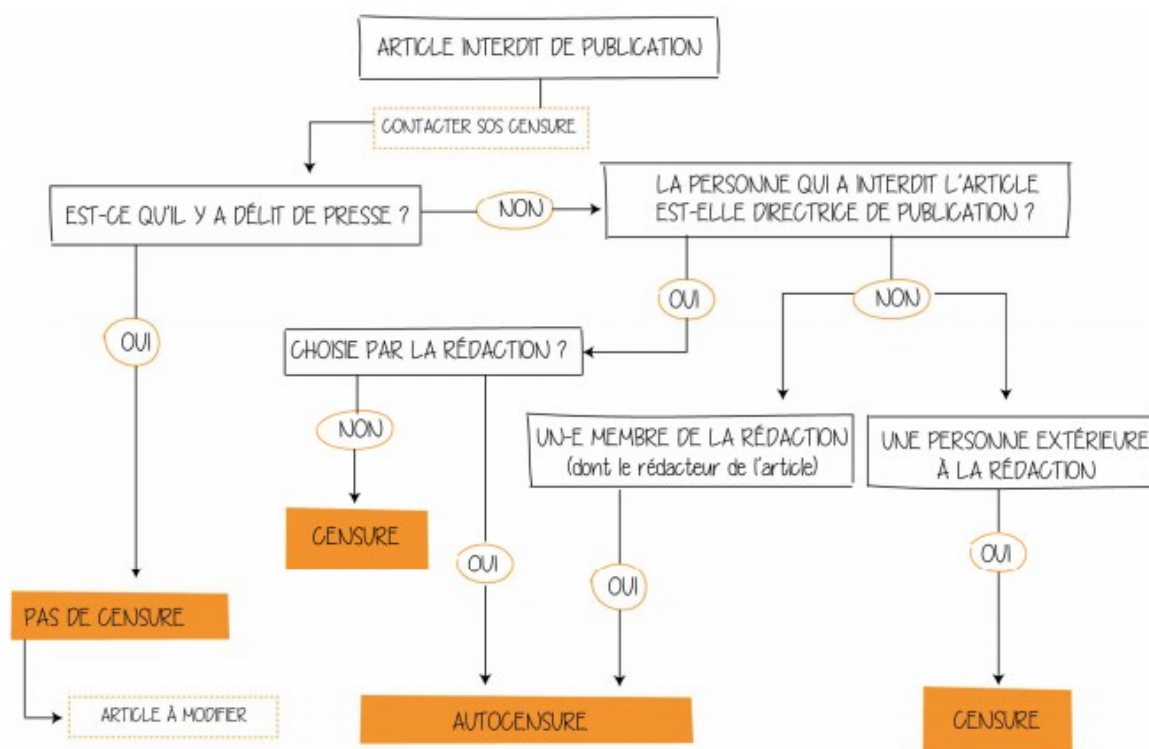 ARTICLE INTERDIT DE PUBLICATION
CONTACTER SOS CENSURE
EST-CE QU'IL Y A DÉLIT DE PRESSE ?
NON
LA PERSONNE QUI A INTERDIT L'ARTICLE
EST-ELLE DIRECTRICE DE PUBLICATION ?
OUI
OUI
NON
CHOISIE PAR LA RÉDACTION ?
NON
UN-E MEMBRE DE LA RÉDACTION
(dont le rédacteur de l'article)
UNE PERSONNE EXTÉRIEURE
À LA RÉDACTION
CENSURE
OUI
OUI
OUI
PAS DE CENSURE
ARTICLE À MODIFIER
AUTOCENSURE
CENSURE